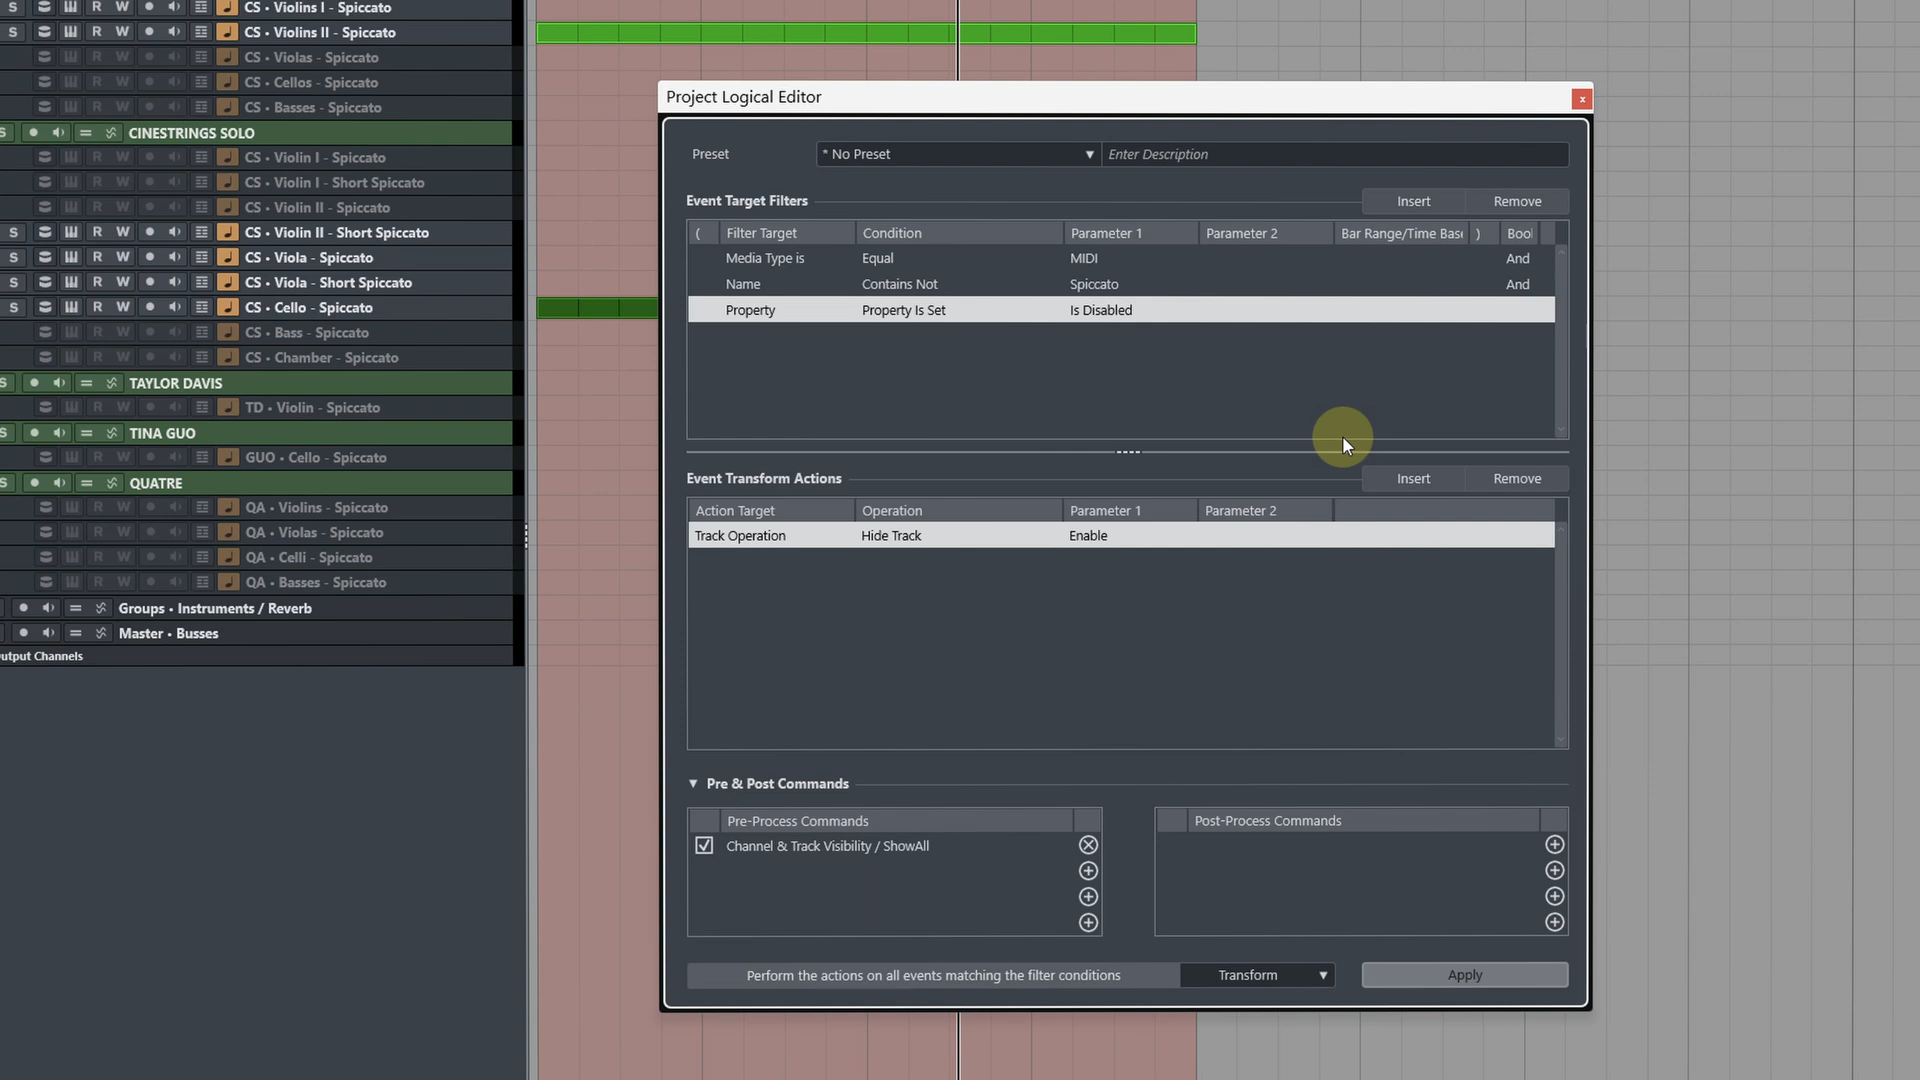 S R W CS • Violins I - Spiccato
S R W CS • Violins II - Spiccato
R W CS • Violas - Spiccato
R W CS • Cellos - Spiccato
R W CS • Basses - Spiccato
S CINESTRINGS SOLO
R W CS • Violin I - Spiccato
R W CS • Violin I - Short Spiccato
R W CS • Violin II - Spiccato
S R W CS • Violin II - Short Spiccato
S R W CS • Viola - Spiccato
S R W CS • Viola - Short Spiccato
S R W CS • Cello - Spiccato
R W CS • Bass - Spiccato
R W CS • Chamber - Spiccato
S TAYLOR DAVIS
R W TD • Violin - Spiccato
S TINA GUO
R W GUO • Cello - Spiccato
S QUATRE
R W QA • Violins - Spiccato
R W QA • Violas - Spiccato
R W QA • Celli - Spiccato
R W QA • Basses - Spiccato
Groups • Instruments / Reverb
Master • Busses
utput Channels
Project Logical Editor x
Preset * No Preset Enter Description
Event Target Filters Insert Remove
( Filter Target Condition Parameter 1 Parameter 2 Bar Range/Time Base ) Bool
Media Type is Equal MIDI And
Name Contains Not Spiccato And
Property Property Is Set Is Disabled
Event Transform Actions Insert Remove
Action Target Operation Parameter 1 Parameter 2
Track Operation Hide Track Enable
Pre & Post Commands
Pre-Process Commands Post-Process Commands
Channel & Track Visibility / ShowAll
Perform the actions on all events matching the filter conditions Transform Apply